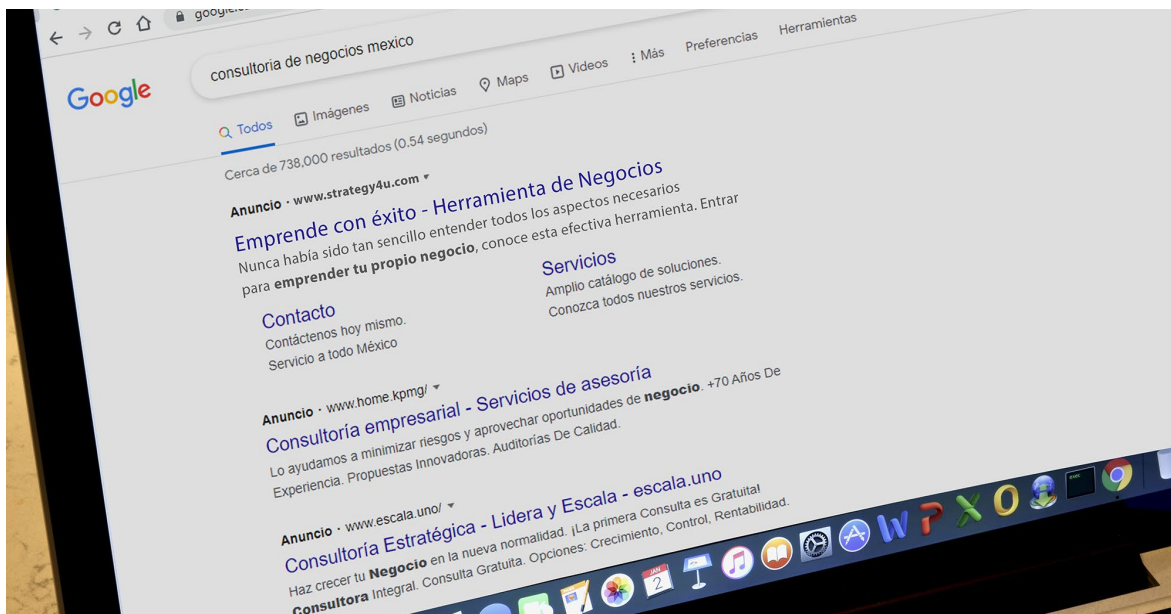 google.c
Google
consultoria de negocios mexico
Todos Imágenes Noticias Maps Videos Más Preferencias Herramientas
Cerca de 738,000 resultados (0.54 segundos)
Anuncio · www.strategy4u.com
Emprende con éxito - Herramienta de Negocios
Nunca había sido tan sencillo entender todos los aspectos necesarios
para emprender tu propio negocio, conoce esta efectiva herramienta. Entrar
Contacto
Contáctenos hoy mismo.
Servicio a todo México
Servicios
Amplio catálogo de soluciones.
Conozca todos nuestros servicios.
Anuncio · www.home.kpmg/
Consultoría empresarial - Servicios de asesoría
Lo ayudamos a minimizar riesgos y aprovechar oportunidades de negocio. +70 Años De
Experiencia. Propuestas Innovadoras. Auditorías De Calidad.
Anuncio · www.escala.uno/
Consultoría Estratégica - Lidera y Escala - escala.uno
Haz crecer tu Negocio en la nueva normalidad. ¡La primera Consulta es Gratuita!
Consultora Integral. Consulta Gratuita. Opciones: Crecimiento, Control, Rentabilidad.
JAN
2
W P X O
exec